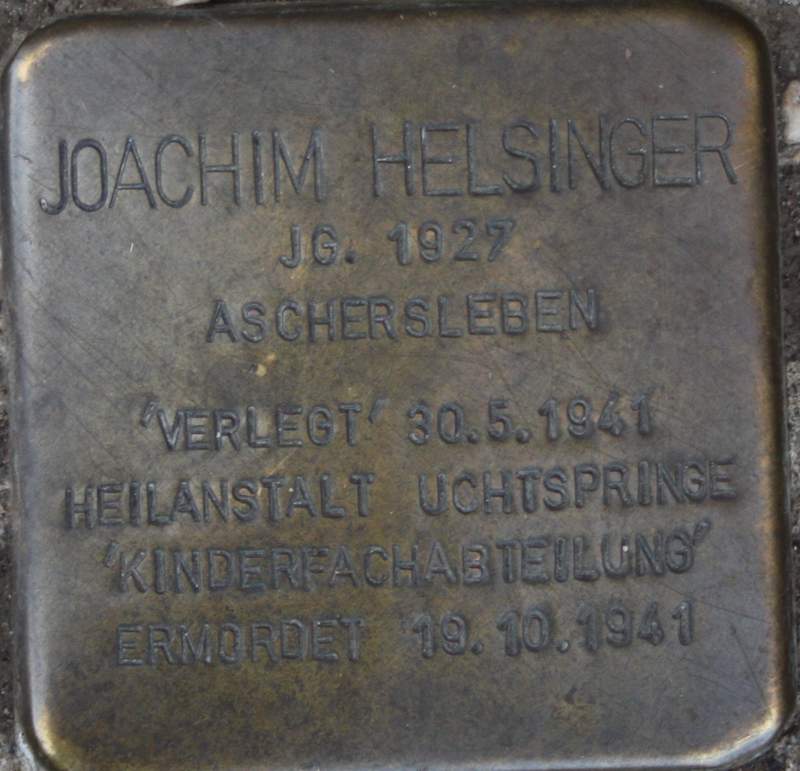 JOACHIM HELSINGER
JG. 1927
ASCHERSLEBEN
'VERLEGT' 30.5.1941
HEILANSTALT UCHTSPRINGE
'KINDERFACHABTEILUNG'
ERMORDET 19.10.1941